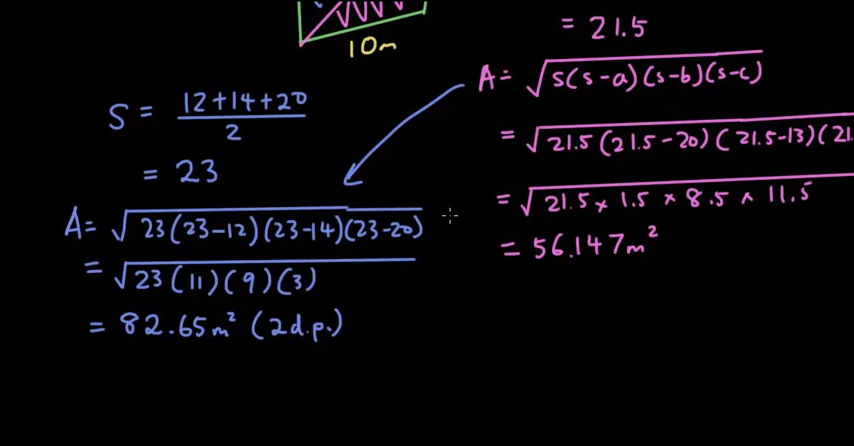 10m
S = 12+14+20 / 2
= 23
A = √23(23-12)(23-14)(23-20)
= √23(11)(9)(3)
= 82.65m² (2d.p.)
= 21.5
A = √s(s-a)(s-b)(s-c)
= √21.5(21.5-20)(21.5-13)(21.
= √21.5 × 1.5 × 8.5 × 11.5
= 56.147m²